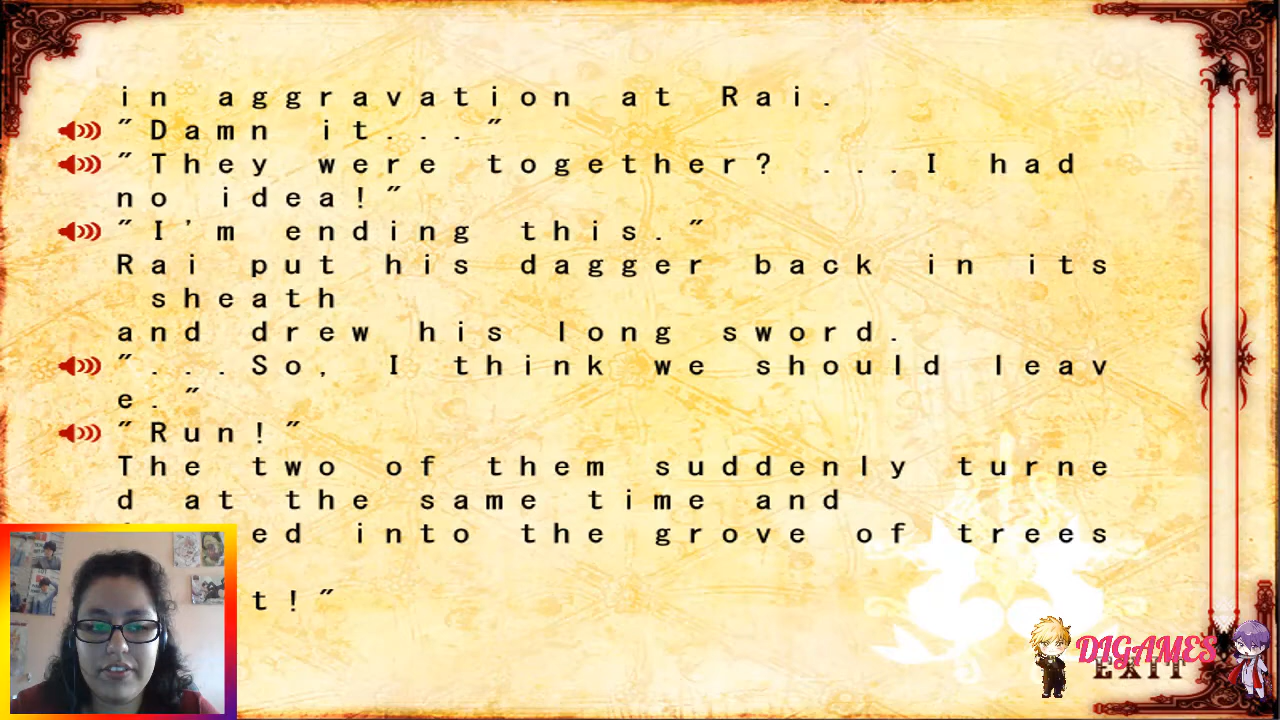 in aggravation at Rai.
"Damn it..."
"They were together? ...I had
no idea!"
"I'm ending this."
Rai put his dagger back in its
sheath
and drew his long sword.
"...So, I think we should leav
e."
"Run!"
The two of them suddenly turne
d at the same time and
ed into the grove of trees
t!"
DIGAMES
EXIT